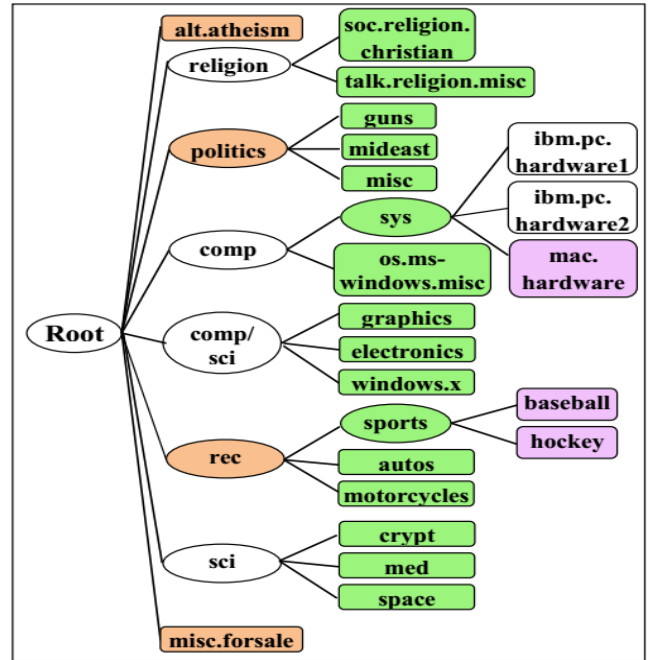 alt.atheism
religion
soc.religion.
christian
talk.religion.misc
politics
guns
mideast
misc
comp
sys
ibm.pc.
hardware1
ibm.pc.
hardware2
mac.
hardware
os.ms-
windows.misc
Root
comp/
sci
graphics
electronics
windows.x
rec
sports
baseball
hockey
autos
motorcycles
sci
crypt
med
space
misc.forsale